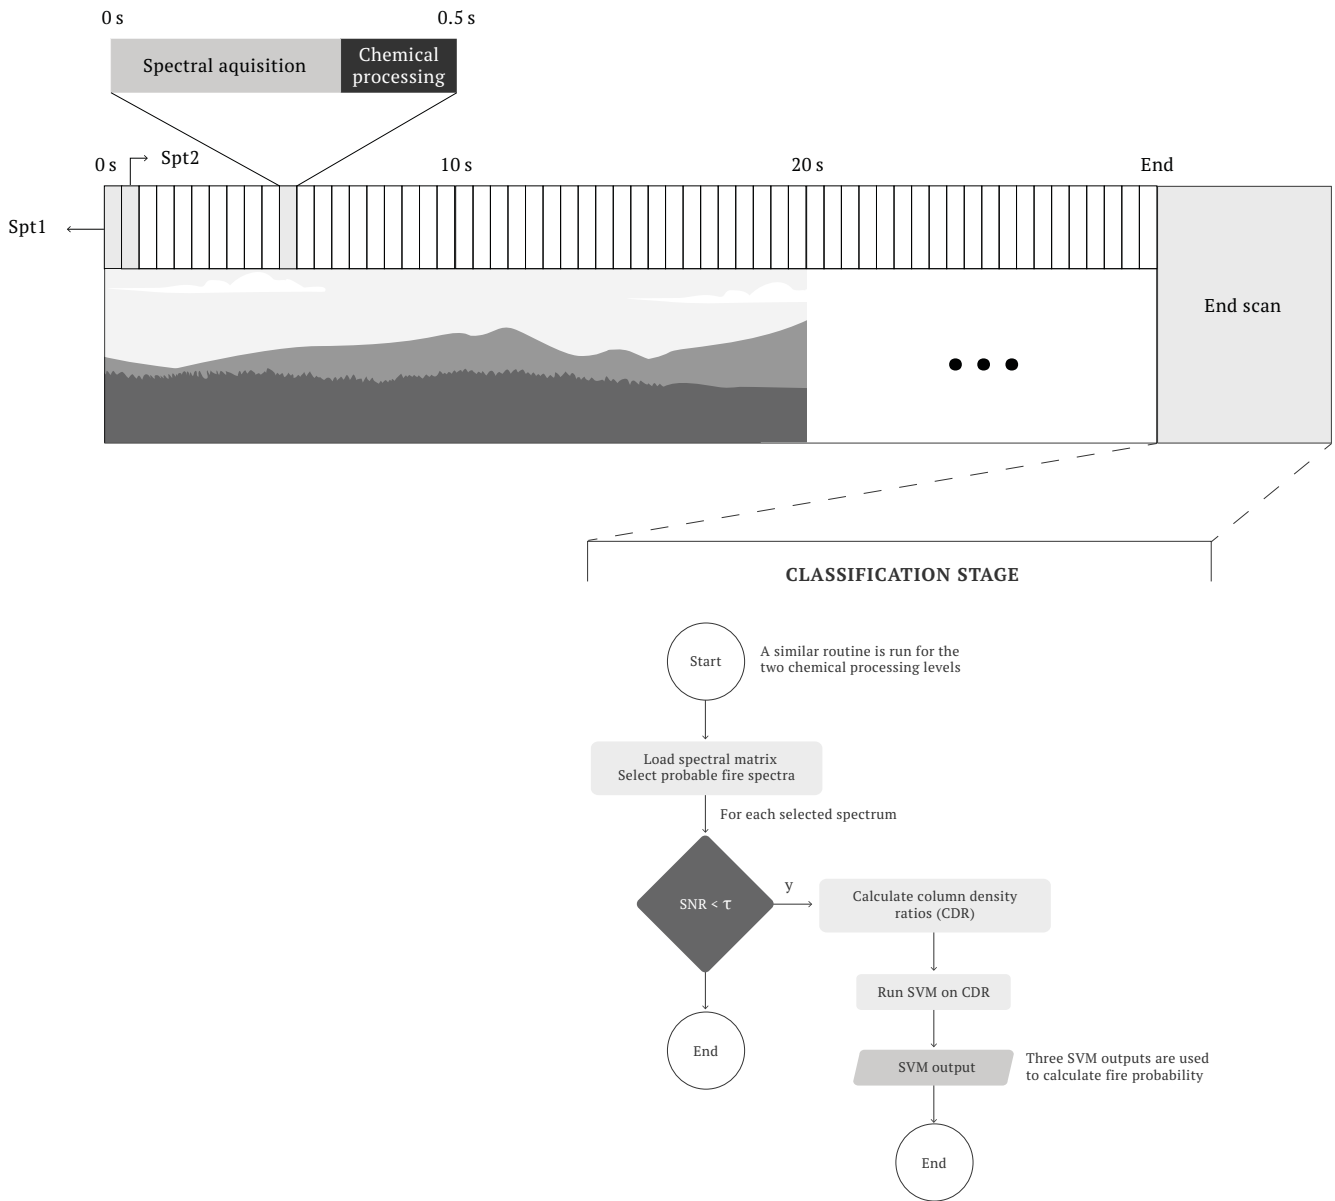 0 s
0.5 s
Spectral aquisition
Chemical
processing
0 s
Spt2
10 s
20 s
End
Spt1
End scan
CLASSIFICATION STAGE
Start
A similar routine is run for the
two chemical processing levels
Load spectral matrix
Select probable fire spectra
For each selected spectrum
SNR < τ
y
Calculate column density
ratios (CDR)
Run SVM on CDR
End
SVM output
Three SVM outputs are used
to calculate fire probability
End